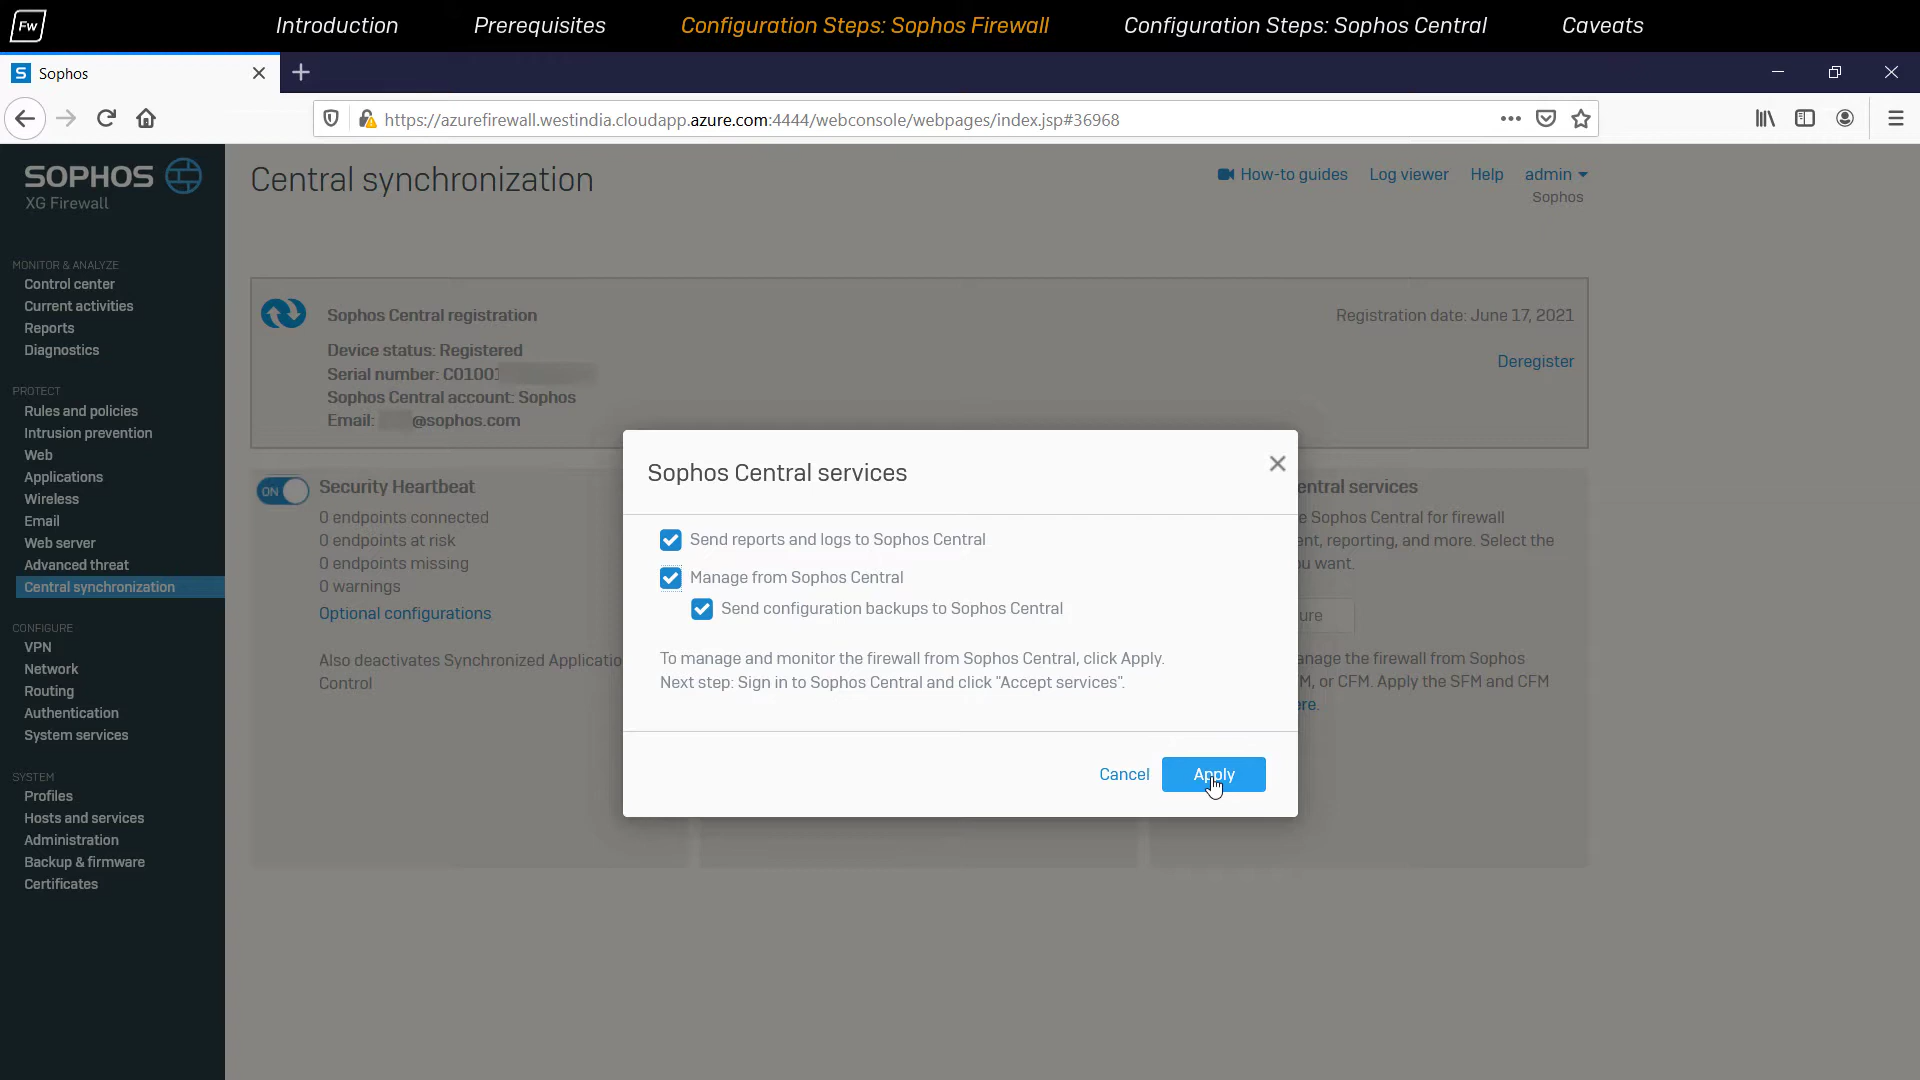 Fw
Introduction
Prerequisites
Configuration Steps: Sophos Firewall
Configuration Steps: Sophos Central
Caveats
S Sophos
https://azurefirewall.westindia.cloudapp.azure.com:4444/webconsole/webpages/index.jsp#36968
SOPHOS
XG Firewall
MONITOR & ANALYZE
Control center
Current activities
Reports
Diagnostics
PROTECT
Rules and policies
Intrusion prevention
Web
Applications
Wireless
Email
Web server
Advanced threat
Central synchronization
CONFIGURE
VPN
Network
Routing
Authentication
System services
SYSTEM
Profiles
Hosts and services
Administration
Backup & firmware
Certificates
Central synchronization
How-to guides
Log viewer
Help
admin
Sophos
Sophos Central registration
Registration date: June 17, 2021
Device status: Registered
Deregister
Serial number: C01001
Sophos Central account: Sophos
Email: @sophos.com
ON
Security Heartbeat
0 endpoints connected
0 endpoints at risk
0 endpoints missing
0 warnings
Optional configurations
Also deactivates Synchronized Applicatio
Control
Sophos Central services
Send reports and logs to Sophos Central
Manage from Sophos Central
Send configuration backups to Sophos Central
To manage and monitor the firewall from Sophos Central, click Apply.
Next step: Sign in to Sophos Central and click "Accept services".
Cancel
Apply
entral services
e Sophos Central for firewall
ent, reporting, and more. Select the
u want.
ure
anage the firewall from Sophos
M, or CFM. Apply the SFM and CFM
ere.